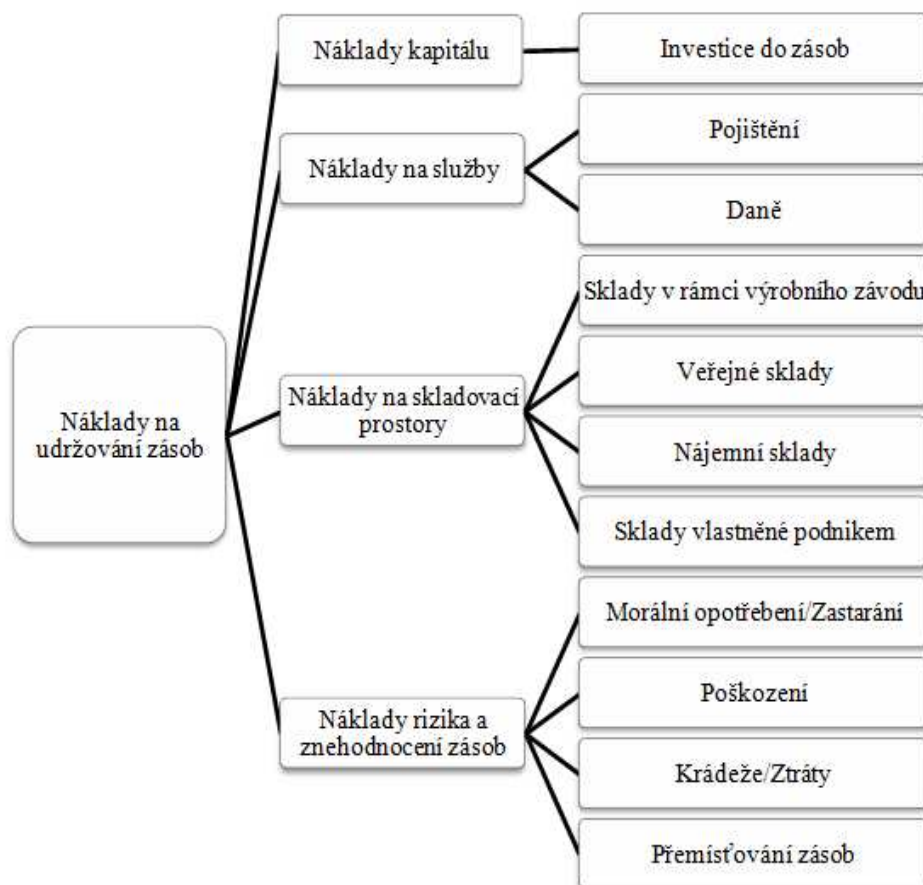 Náklady na
udržování zásob
Náklady kapitálu
Investice do zásob
Náklady na služby
Pojištění
Daně
Náklady na skladovací
prostory
Sklady v rámci výrobního závodu
Veřejné sklady
Nájemní sklady
Sklady vlastněné podnikem
Náklady rizika a
znehodnocení zásob
Morální opotřebení/Zastarání
Poškození
Krádeže/Ztráty
Přemísťování zásob